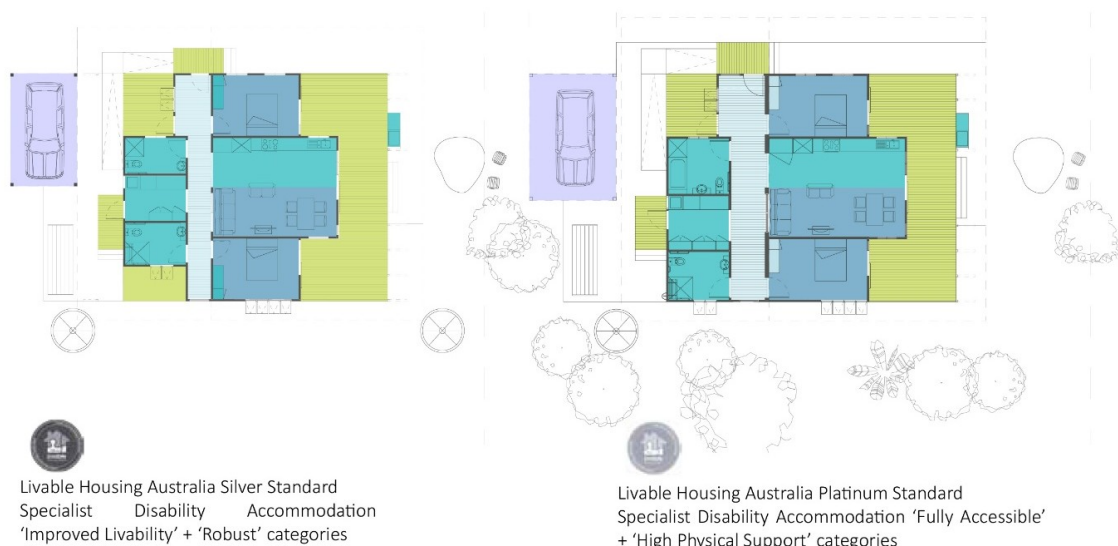 Livable Housing Australia Silver Standard
Specialist Disability Accommodation
‘Improved Livability’ + ‘Robust’ categories
Livable Housing Australia Platinum Standard
Specialist Disability Accommodation ‘Fully Accessible’
+ ‘High Physical Support’ categories